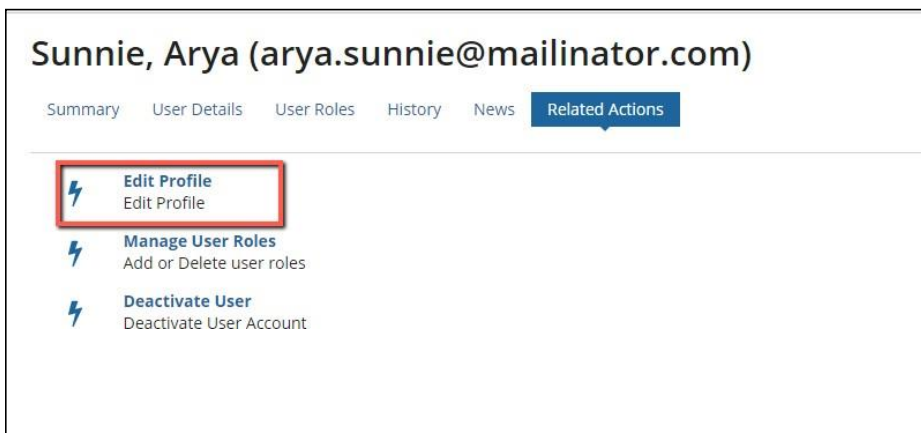 Sunnie, Arya (arya.sunnie@mailinator.com)
Summary User Details User Roles History News Related Actions
Edit Profile
Edit Profile
Manage User Roles
Add or Delete user roles
Deactivate User
Deactivate User Account